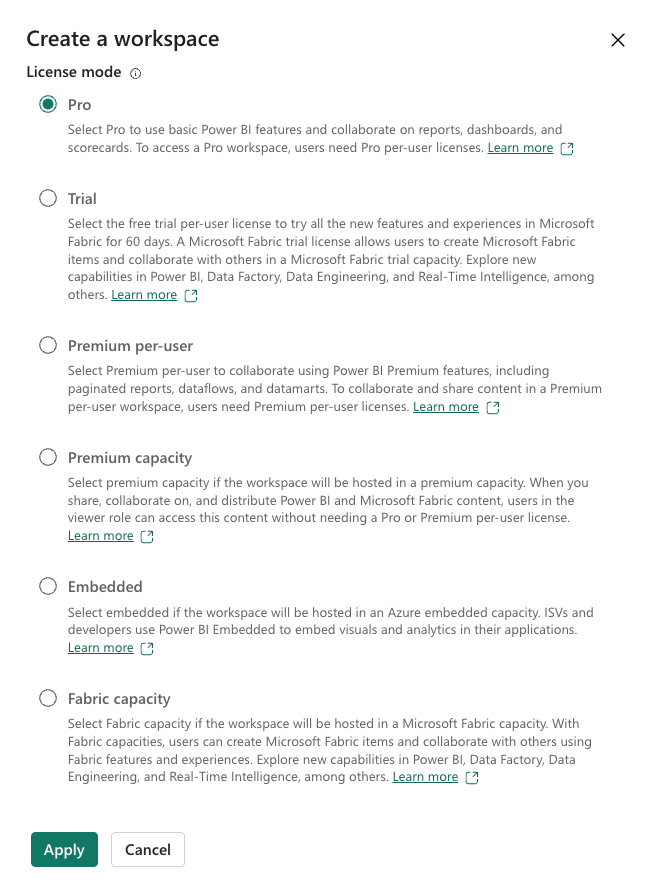 Create a workspace
License mode
Pro
Select Pro to use basic Power BI features and collaborate on reports, dashboards, and
scorecards. To access a Pro workspace, users need Pro per-user licenses. Learn more
Trial
Select the free trial per-user license to try all the new features and experiences in Microsoft
Fabric for 60 days. A Microsoft Fabric trial license allows users to create Microsoft Fabric
items and collaborate with others in a Microsoft Fabric trial capacity. Explore new
capabilities in Power BI, Data Factory, Data Engineering, and Real-Time Intelligence, among
others. Learn more
Premium per-user
Select Premium per-user to collaborate using Power BI Premium features, including
paginated reports, dataflows, and datamarts. To collaborate and share content in a Premium
per-user workspace, users need Premium per-user licenses. Learn more
Premium capacity
Select premium capacity if the workspace will be hosted in a premium capacity. When you
share, collaborate on, and distribute Power BI and Microsoft Fabric content, users in the
viewer role can access this content without needing a Pro or Premium per-user license.
Learn more
Embedded
Select embedded if the workspace will be hosted in an Azure embedded capacity. ISVs and
developers use Power BI Embedded to embed visuals and analytics in their applications.
Learn more
Fabric capacity
Select Fabric capacity if the workspace will be hosted in a Microsoft Fabric capacity. With
Fabric capacities, users can create Microsoft Fabric items and collaborate with others using
Fabric features and experiences. Explore new capabilities in Power BI, Data Factory, Data
Engineering, and Real-Time Intelligence, among others. Learn more
Apply
Cancel